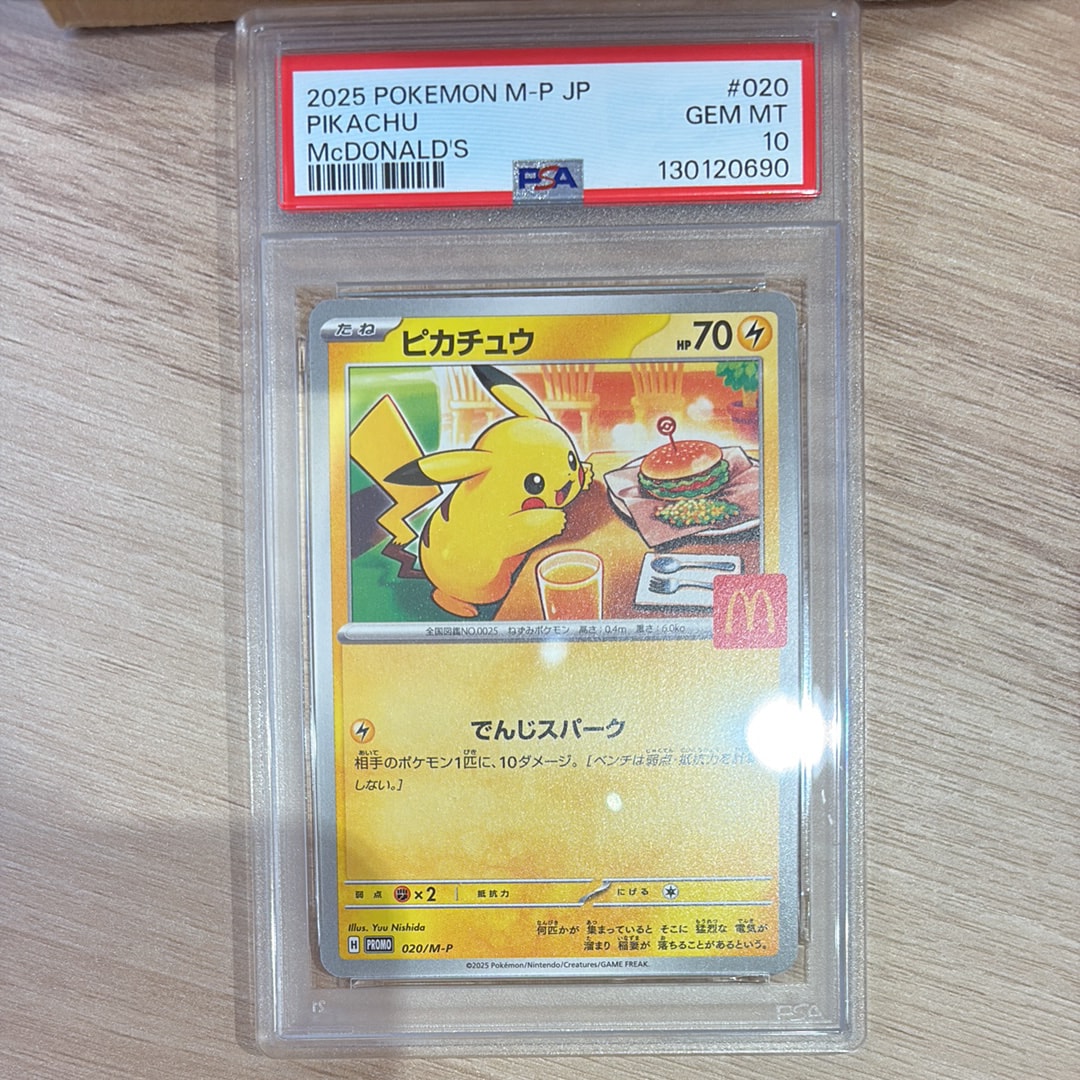 2025 POKEMON M-P JP
#020
PIKACHU
GEM MT
McDONALD'S
10
PSA
130120690
たね
ピカチュウ
HP 70
全国図鑑NO.0025 ねずみポケモン 高さ:0.4m 重さ:6.0kg
でんじスパーク
相手のポケモン1匹に、10ダメージ。[ベンチは弱点・抵抗力を計算
しない。]
弱点 ×2 抵抗力 にげる
Illus. Yuu Nishida
何匹かが 集まっていると そこに 猛烈な 電気が
溜まり 稲妻が 落ちることがあるという。
H PROMO 020/M-P
©2025 Pokémon/Nintendo/Creatures/GAME FREAK.
PSA